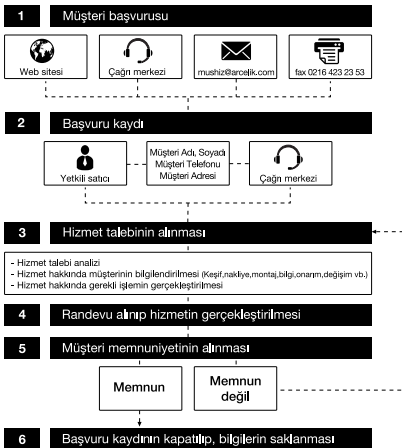 1 Müşteri başvurusu
Web sitesi
Çağrı merkezi
mushiz@arcelik.com
fax 0216 423 23 53
2 Başvuru kaydı
Yetkili satıcı
Müşteri Adı, Soyadı
Müşteri Telefonu
Müşteri Adresi
Çağrı merkezi
3 Hizmet talebinin alınması
- Hizmet talebi analizi
- Hizmet hakkında müşterinin bilgilendirilmesi (Keşif,nakliye,montaj,bilgi,onarım,değişim vb.)
- Hizmet hakkında gerekli işlemin gerçekleştirilmesi
4 Randevu alınıp hizmetin gerçekleştirilmesi
5 Müşteri memnuniyetinin alınması
Memnun
Memnun
değil
6 Başvuru kaydının kapatılıp, bilgilerin saklanması